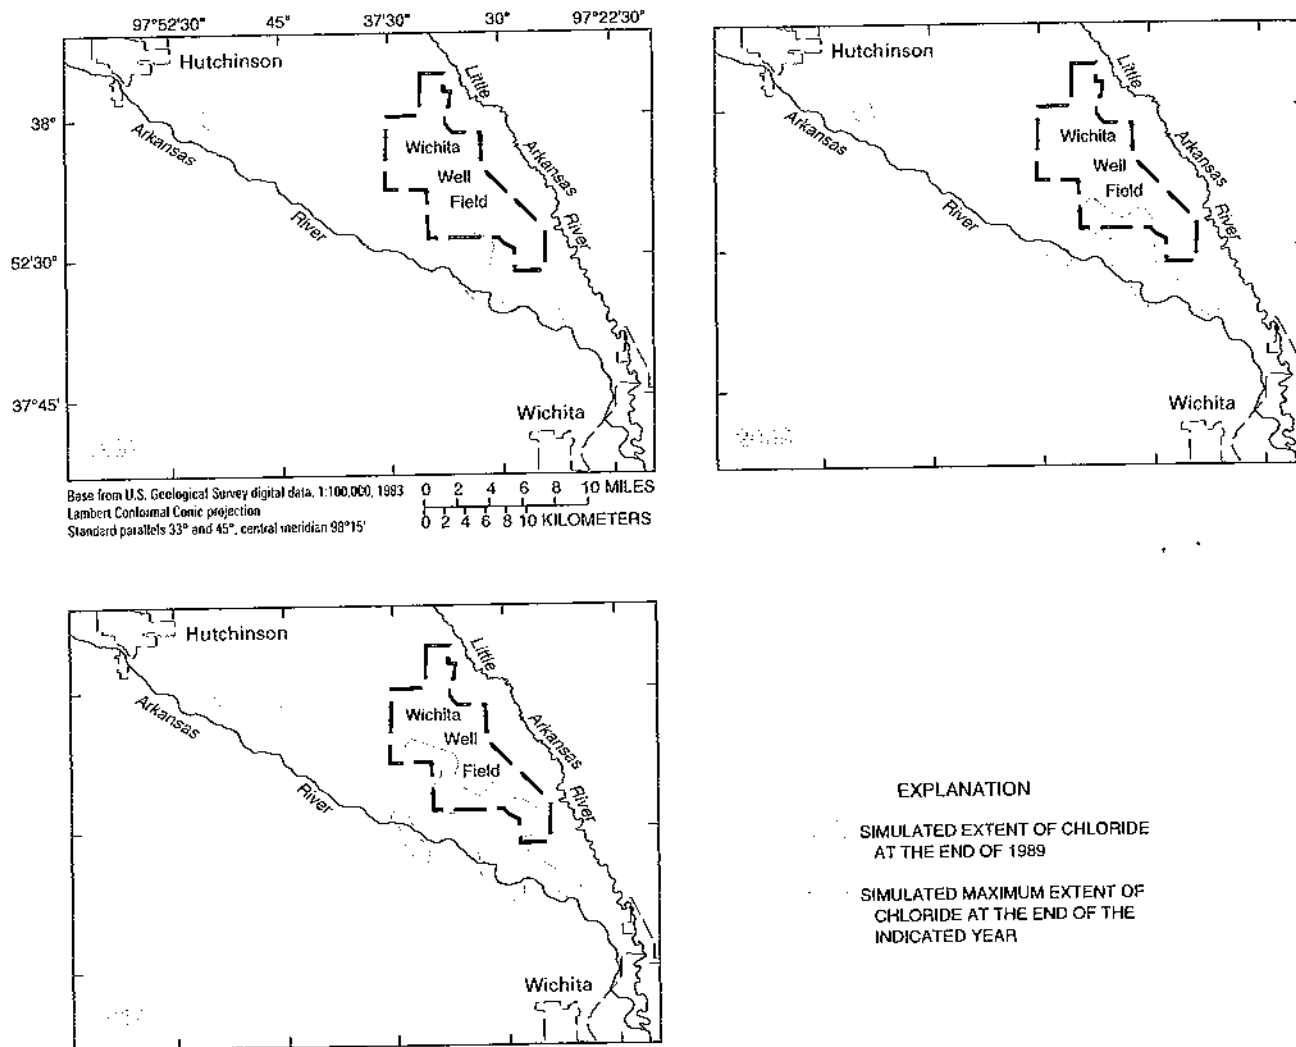 97°52'30" 45" 37'30" 30" 97°22'30"
Hutchinson
Little
38°
Arkansas
River
Wichita
Well
Field
Arkansas
River
52'30"
37°45'
Wichita
Base from U.S. Geological Survey digital data, 1:100,000, 1983
Lambert Conformal Conic projection
Standard parallels 33° and 45°, central meridian 98°15'
0 2 4 6 8 10 MILES
0 2 4 6 8 10 KILOMETERS
Hutchinson
Little
Arkansas
River
Wichita
Well
Field
Arkansas
River
Wichita
Hutchinson
Little
Arkansas
River
Wichita
Well
Field
Arkansas
River
Wichita
EXPLANATION
SIMULATED EXTENT OF CHLORIDE
AT THE END OF 1989
SIMULATED MAXIMUM EXTENT OF
CHLORIDE AT THE END OF THE
INDICATED YEAR